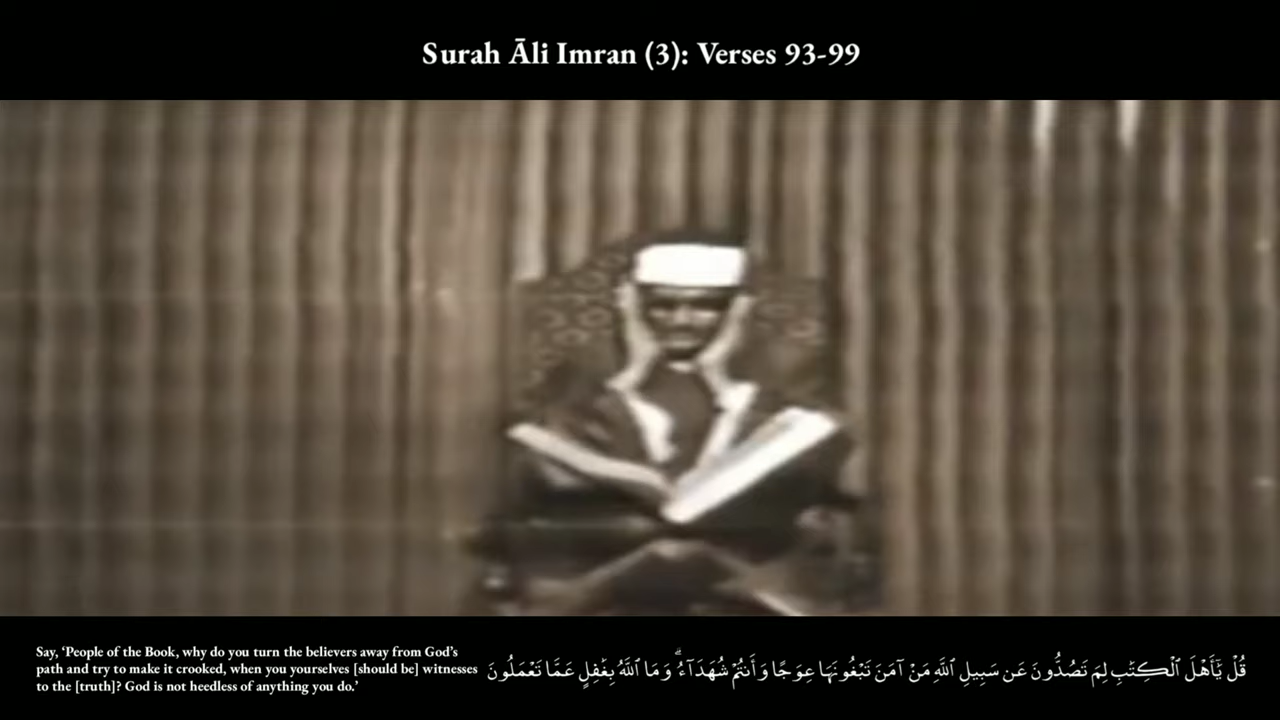 Surah Āli Imran (3): Verses 93-99
Say, ‘People of the Book, why do you turn the believers away from God’s
path and try to make it crooked, when you yourselves [should be] witnesses
to the [truth]? God is not heedless of anything you do.’
قُلْ يَٰٓأَهْلَ ٱلْكِتَٰبِ لِمَ تَصُدُّونَ عَن سَبِيلِ ٱللَّهِ مَنْ ءَامَنَ تَبْغُونَهَا عِوَجًا وَأَنتُمْ شُهَدَآءُ ۗ وَمَا ٱللَّهُ بِغَٰفِلٍ عَمَّا تَعْمَلُونَ